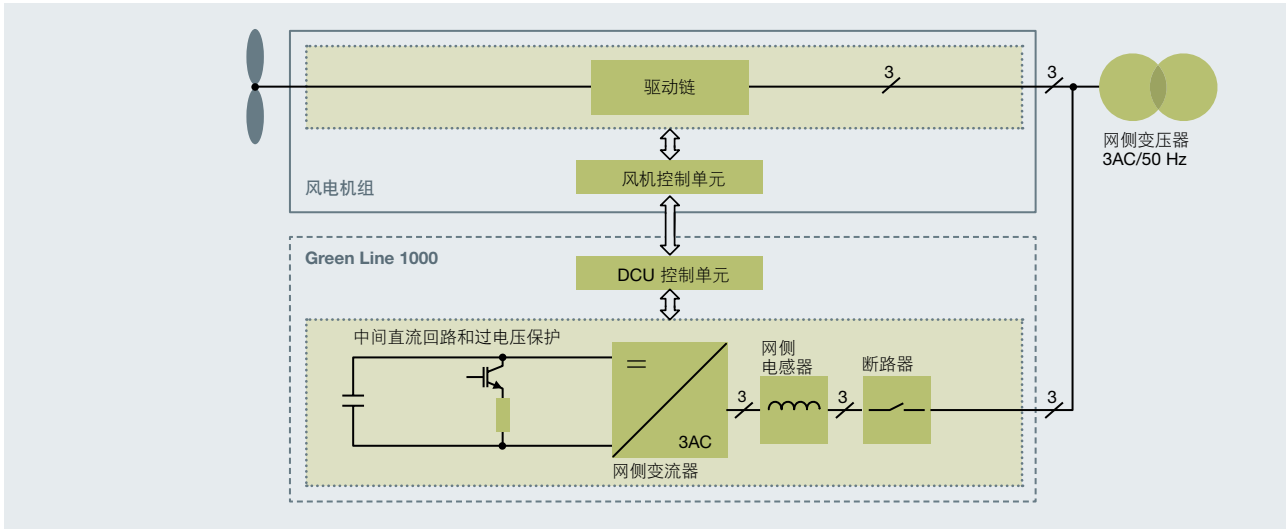 3
3
驱动链
网侧变压器
3AC/50 Hz
风机控制单元
风电机组
Green Line 1000
DCU 控制单元
中间直流回路和过电压保护
网侧
电感器
断路器
3
3
3
3AC
网侧变流器